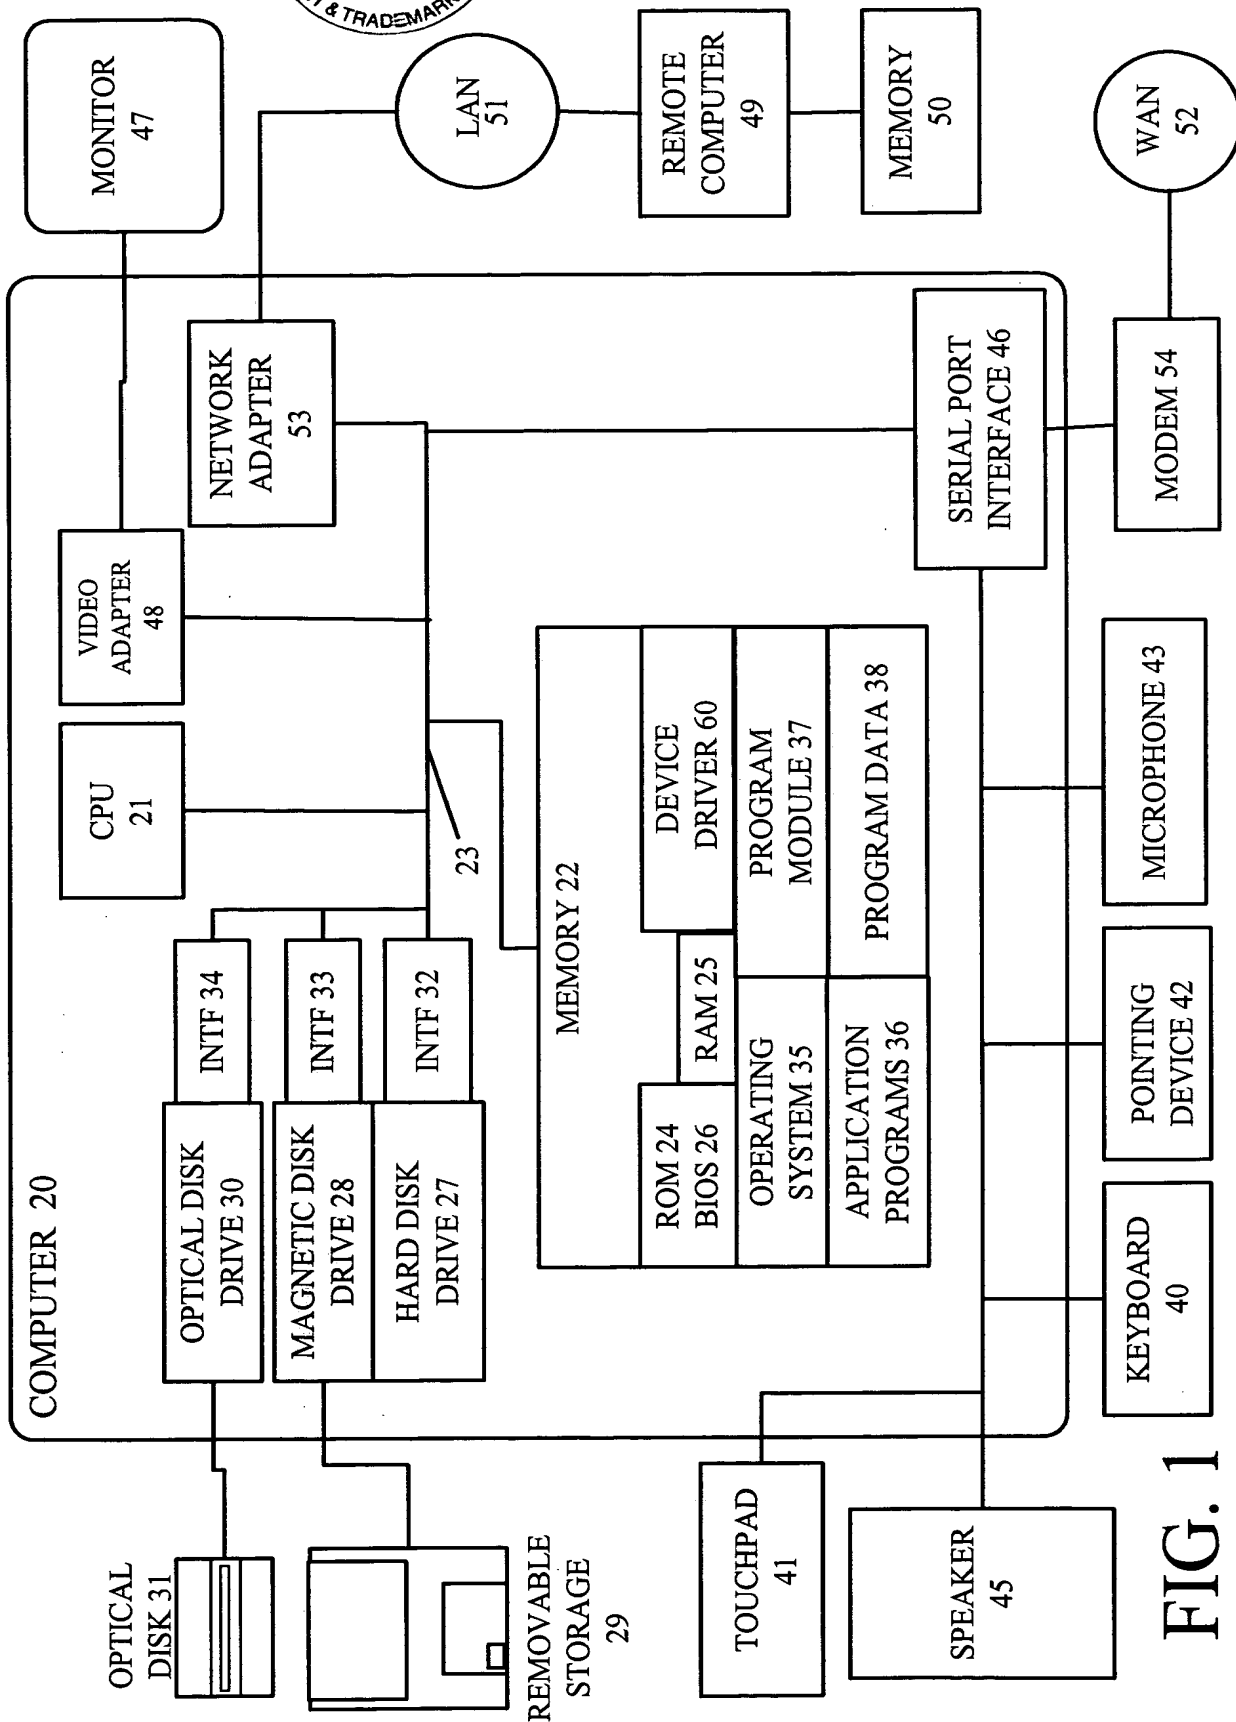 & TRADEMARK
COMPUTER 20
MONITOR
47
CPU
21
VIDEO
ADAPTER
48
NETWORK
ADAPTER
53
LAN
51
REMOTE
COMPUTER
49
MEMORY
50
WAN
52
OPTICAL
DISK 31
OPTICAL DISK
DRIVE 30
INTF 34
MAGNETIC DISK
DRIVE 28
INTF 33
HARD DISK
DRIVE 27
INTF 32
23
REMOVABLE
STORAGE
29
MEMORY 22
ROM 24
BIOS 26
RAM 25
DEVICE
DRIVER 60
OPERATING
SYSTEM 35
PROGRAM
MODULE 37
APPLICATION
PROGRAMS 36
PROGRAM DATA 38
SERIAL PORT
INTERFACE 46
TOUCHPAD
41
SPEAKER
45
KEYBOARD
40
POINTING
DEVICE 42
MICROPHONE 43
MODEM 54
FIG. 1